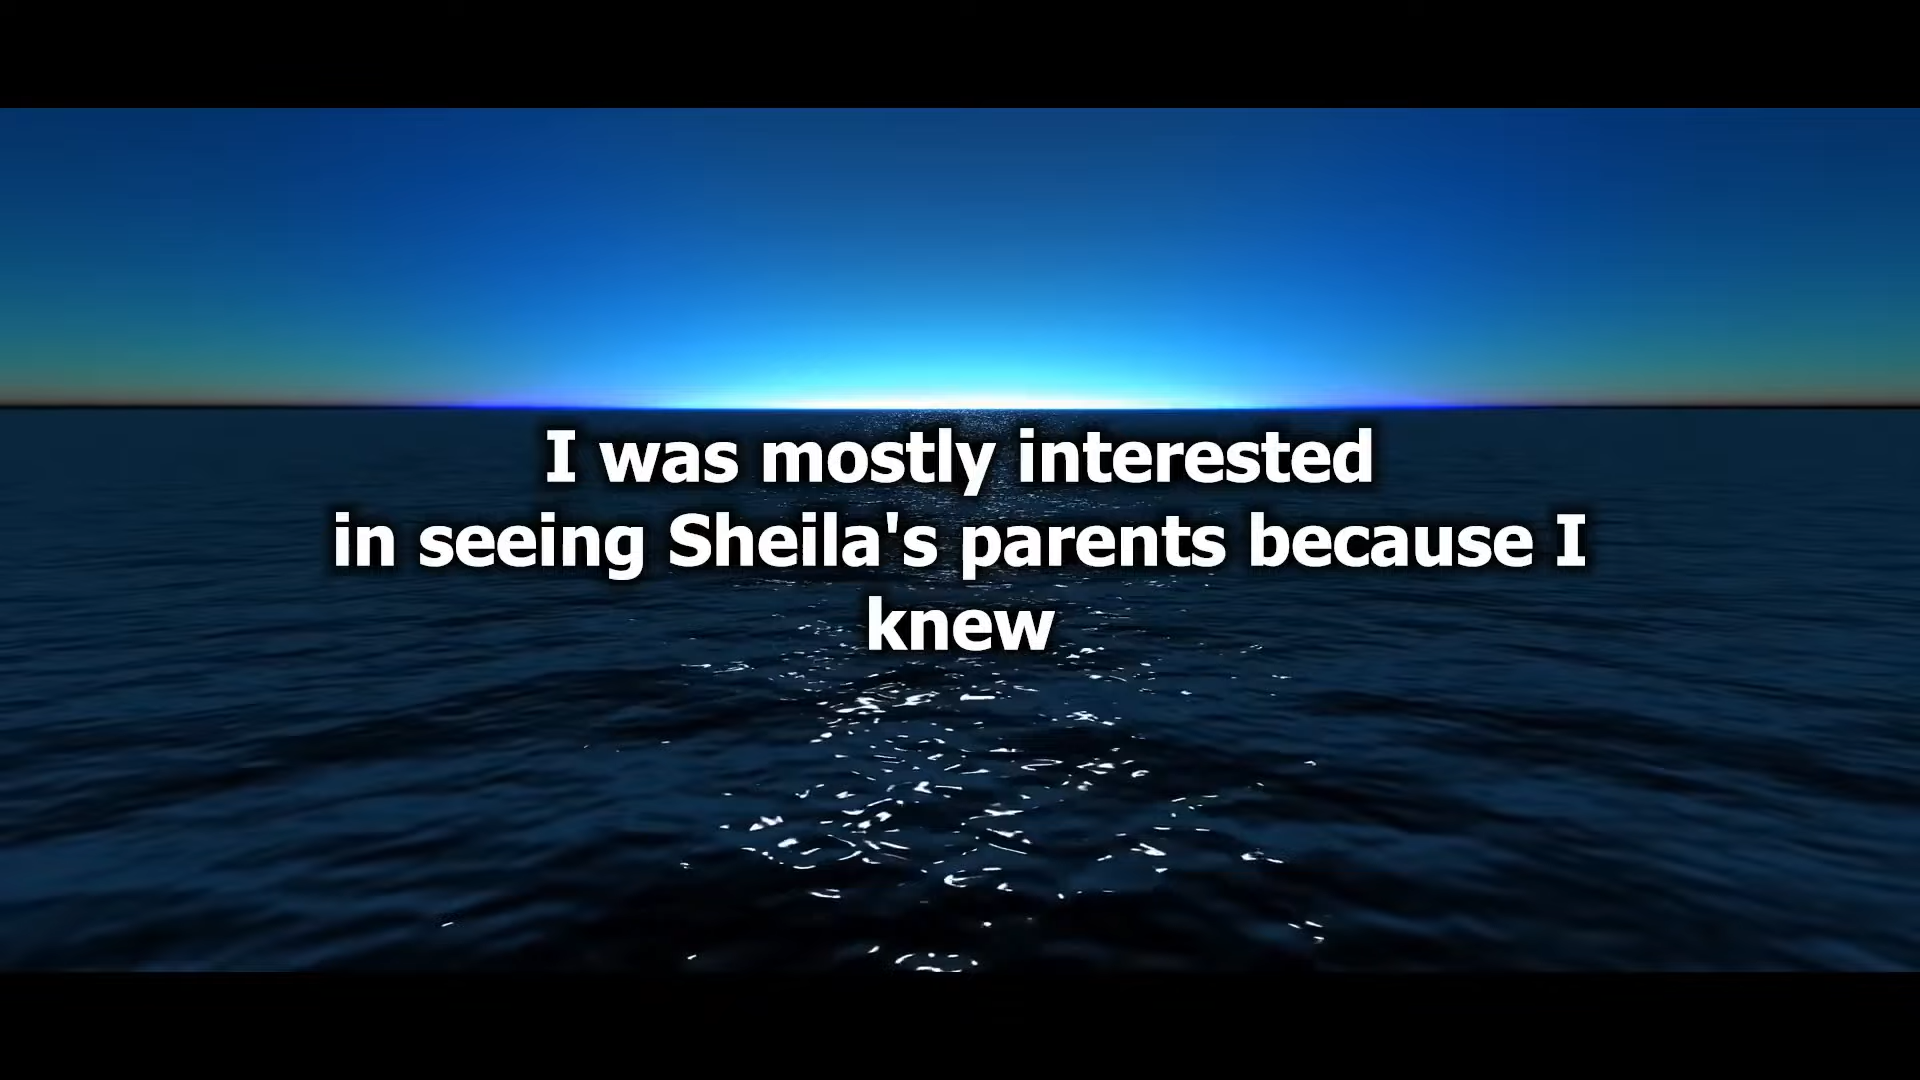 I was mostly interested
in seeing Sheila's parents because I
knew